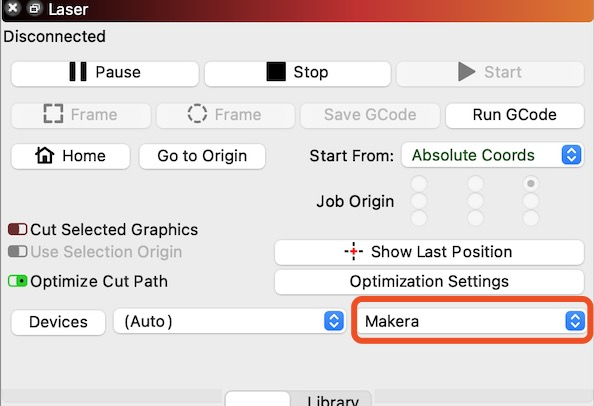 Laser
Disconnected
Pause Stop Start
Frame Frame Save GCode Run GCode
Home Go to Origin Start From: Absolute Coords
Job Origin
Cut Selected Graphics
Use Selection Origin Show Last Position
Optimize Cut Path Optimization Settings
Devices (Auto) Makera
Library